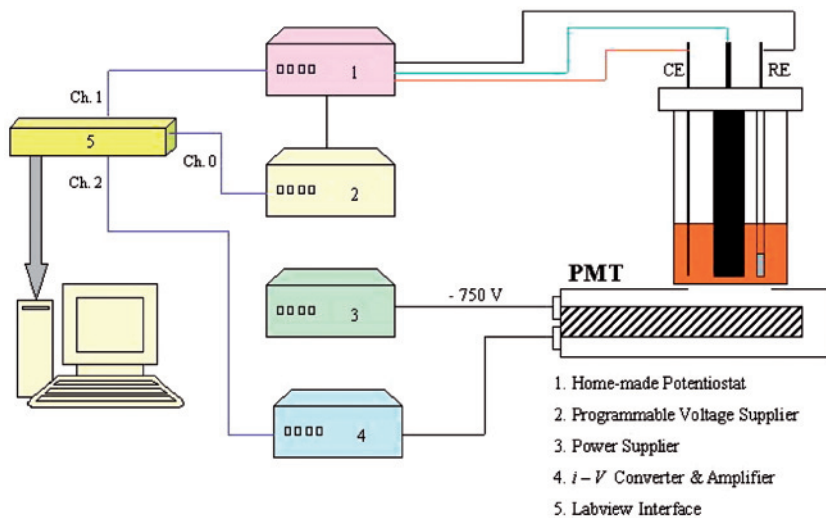 1
CE
RE
Ch. 1
5
Ch. 0
Ch. 2
2
PMT
- 750 V
3
4
1. Home-made Potentiostat
2. Programmable Voltage Supplier
3. Power Supplier
4. i – V Converter & Amplifier
5. Labview Interface